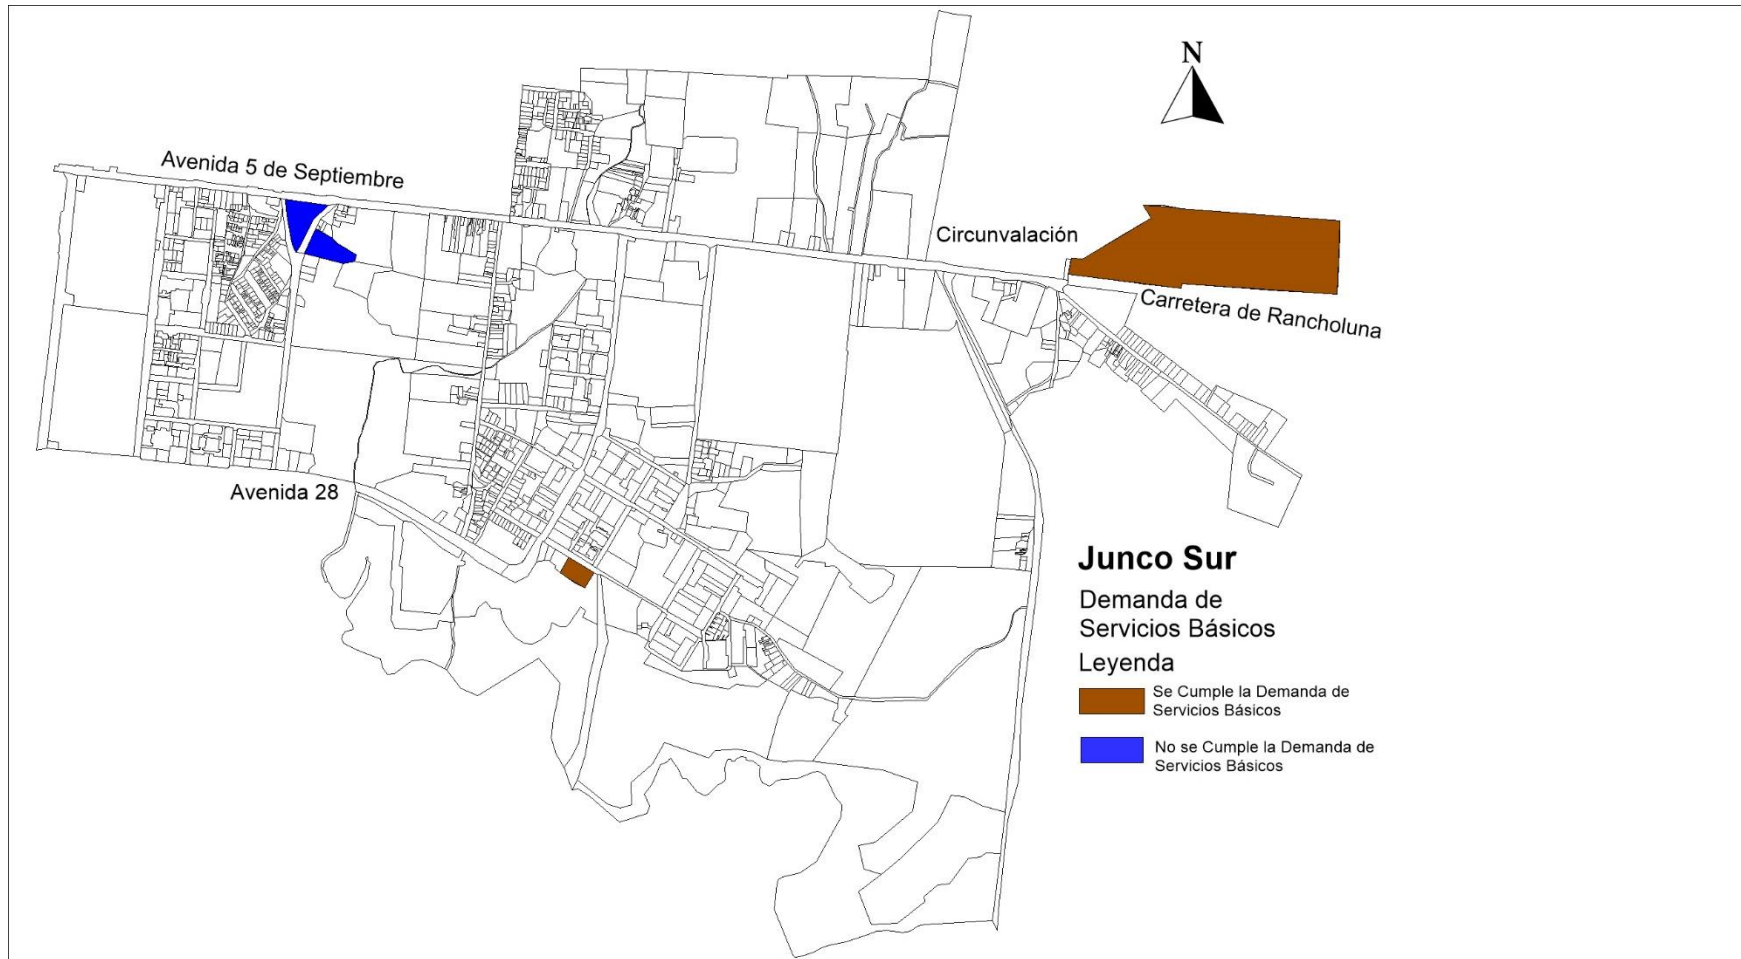 N
Avenida 5 de Septiembre
Circunvalación
Carretera de Rancholuna
Avenida 28
Junco Sur
Demanda de
Servicios Básicos
Leyenda
Se Cumple la Demanda de
Servicios Básicos
No se Cumple la Demanda de
Servicios Básicos